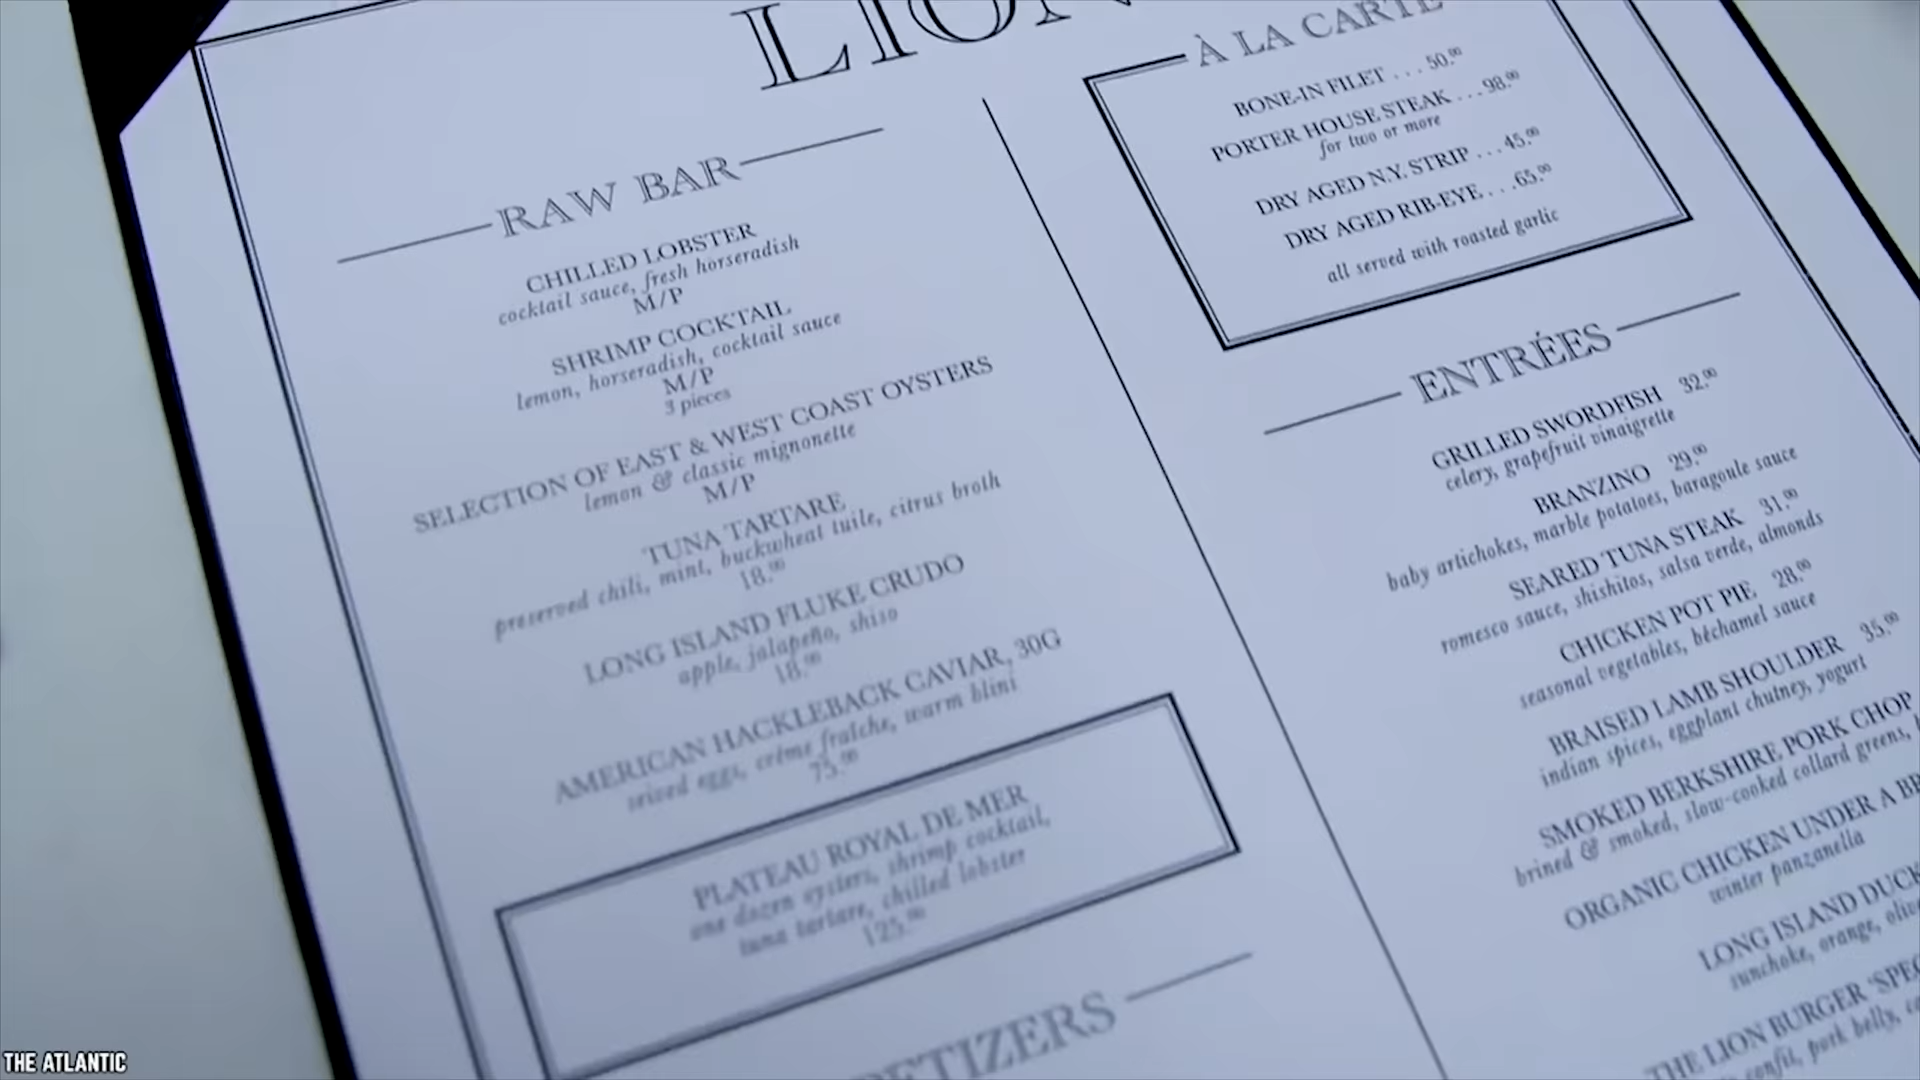 LION
RAW BAR
CHILLED LOBSTER
cocktail sauce, fresh horseradish
M/P
SHRIMP COCKTAIL
lemon, horseradish, cocktail sauce
M/P
3 pieces
SELECTION OF EAST & WEST COAST OYSTERS
lemon & classic mignonette
M/P
TUNA TARTARE
preserved chili, mint, buckwheat tuile, citrus broth
18.00
LONG ISLAND FLUKE CRUDO
apple, jalapeño, shiso
18.00
AMERICAN HACKLEBACK CAVIAR, 30G
seived eggs, crème fraîche, warm blini
75.00
PLATEAU ROYAL DE MER
one dozen oysters, shrimp cocktail,
tuna tartare, chilled lobster
125.00
À LA CARTE
BONE-IN FILET ... 50.00
PORTER HOUSE STEAK ... 98.00
for two or more
DRY AGED N.Y. STRIP ... 45.00
DRY AGED RIB-EYE ... 65.00
all served with roasted garlic
ENTRÉES
GRILLED SWORDFISH 32.00
celery, grapefruit vinaigrette
BRANZINO 29.00
baby artichokes, marble potatoes, baragoule sauce
SEARED TUNA STEAK 31.00
romesco sauce, shishitos, salsa verde, almonds
CHICKEN POT PIE 28.00
seasonal vegetables, béchamel sauce
BRAISED LAMB SHOULDER 35.00
indian spices, eggplant chutney, yogurt
SMOKED BERKSHIRE PORK CHOP
brined & smoked, slow-cooked collard greens,
ORGANIC CHICKEN UNDER A
winter panzanella
LONG ISLAND DUCK
sunchoke, orange,
THE LION BURGER
confit, pork belly,
THE ATLANTIC